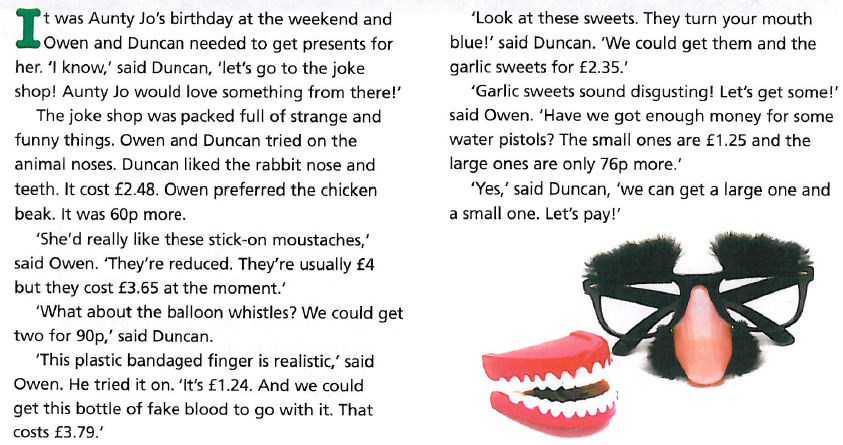 It was Aunty Jo's birthday at the weekend and
Owen and Duncan needed to get presents for
her. 'I know,' said Duncan, 'let's go to the joke
shop! Aunty Jo would love something from there!'
The joke shop was packed full of strange and
funny things. Owen and Duncan tried on the
animal noses. Duncan liked the rabbit nose and
teeth. It cost £2.48. Owen preferred the chicken
beak. It was 60p more.
'She'd really like these stick-on moustaches,'
said Owen. 'They're reduced. They're usually £4
but they cost £3.65 at the moment.'
'What about the balloon whistles? We could get
two for 90p,' said Duncan.
'This plastic bandaged finger is realistic,' said
Owen. He tried it on. 'It's £1.24. And we could
get this bottle of fake blood to go with it. That
costs £3.79.'
'Look at these sweets. They turn your mouth
blue!' said Duncan. 'We could get them and the
garlic sweets for £2.35.'
'Garlic sweets sound disgusting! Let's get some!'
said Owen. 'Have we got enough money for some
water pistols? The small ones are £1.25 and the
large ones are only 76p more.'
'Yes,' said Duncan, 'we can get a large one and
a small one. Let's pay!'